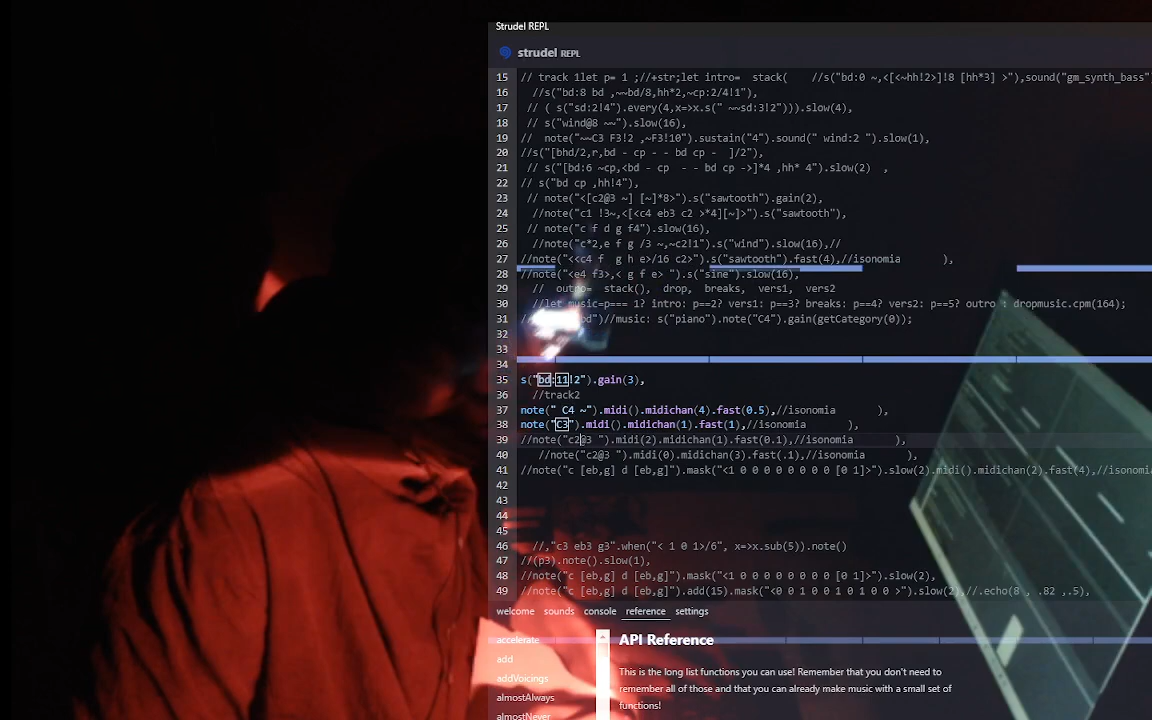 Strudel REPL
strudel REPL
15 // track 1let p= 1 ;//+str;let intro= stack( //s("bd:0 ~,<[<~hh!2>]!8 [hh*3] >"),sound("gm_synth_bass"
16 //s("bd:8 bd ,~~bd/8,hh*2,~cp:2/4!1"),
17 // ( s("sd:2!4").every(4,x=>x.s(" ~~sd:3!2"))).slow(4),
18 // s("wind@8 ~~").slow(16),
19 // note("~~C3 F3!2 ,~F3!10").sustain("4").sound(" wind:2 ").slow(1),
20 //s("[bhd/2,r,bd - cp - - bd cp - ]/2"),
21 // s("[bd:6 ~cp,<bd - cp - - bd cp ->]*4 ,hh* 4").slow(2) ,
22 // s("bd cp ,hh!4"),
23 // note("<[c2@3 ~] [~]*8>").s("sawtooth").gain(2),
24 //note("c1 !3~,<[<c4 eb3 c2 >*4][~]>").s("sawtooth"),
25 // note("c f d g f4").slow(16),
26 //note("c*2,e f g /3 ~,~c2!1").s("wind").slow(16),//
27 //note("<<c4 f g h e>/16 c2>").s("sawtooth").fast(4),//isonomia ),
28 //note("<e4 f3>,< g f e> ").s("sine").slow(16),
29 // outro= stack(), drop, breaks, vers1, vers2
30 //let music=p=== 1? intro: p==2? vers1: p==3? breaks: p==4? vers2: p==5? outro : dropmusic.cpm(164);
31 //music: s("piano").note("C4").gain(getCategory(0));
32
33
34
35 s("bd:11!2").gain(3),
36 //track2
37 note(" C4 ~").midi().midichan(4).fast(0.5),//isonomia ),
38 note("C3").midi().midichan(1).fast(1),//isonomia ),
39 //note("c2@3 ").midi(2).midichan(1).fast(0.1),//isonomia ),
40 //note("c2@3 ").midi(0).midichan(3).fast(.1),//isonomia ),
41 //note("c [eb,g] d [eb,g]").mask("<1 0 0 0 0 0 0 0 [0 1]>").slow(2).midi().midichan(2).fast(4),//isonomia
42
43
44
45
46 //,"c3 eb3 g3".when("< 1 0 1>/6", x=>x.sub(5)).note()
47 //(p3).note().slow(1),
48 //note("c [eb,g] d [eb,g]").mask("<1 0 0 0 0 0 0 0 [0 1]>").slow(2),
49 //note("c [eb,g] d [eb,g]").add(15).mask("<0 0 1 0 0 1 0 1 0 0 >").slow(2),//.echo(8 , .82 ,.5),
welcome sounds console reference settings
accelerate
add
addVoicings
almostAlways
almostNever
API Reference
This is the long list functions you can use! Remember that you don't need to
remember all of those and that you can already make music with a small set of
functions!